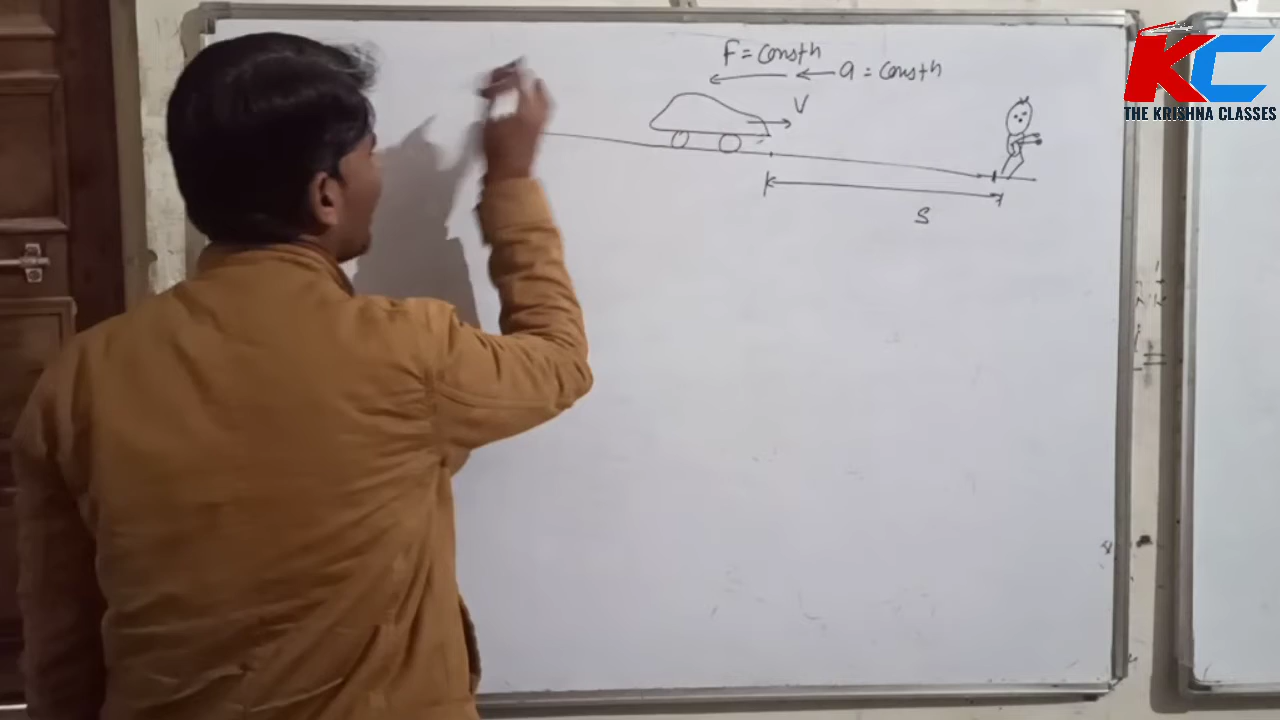 F = consth
a = consth
V
S
KC
THE KRISHNA CLASSES